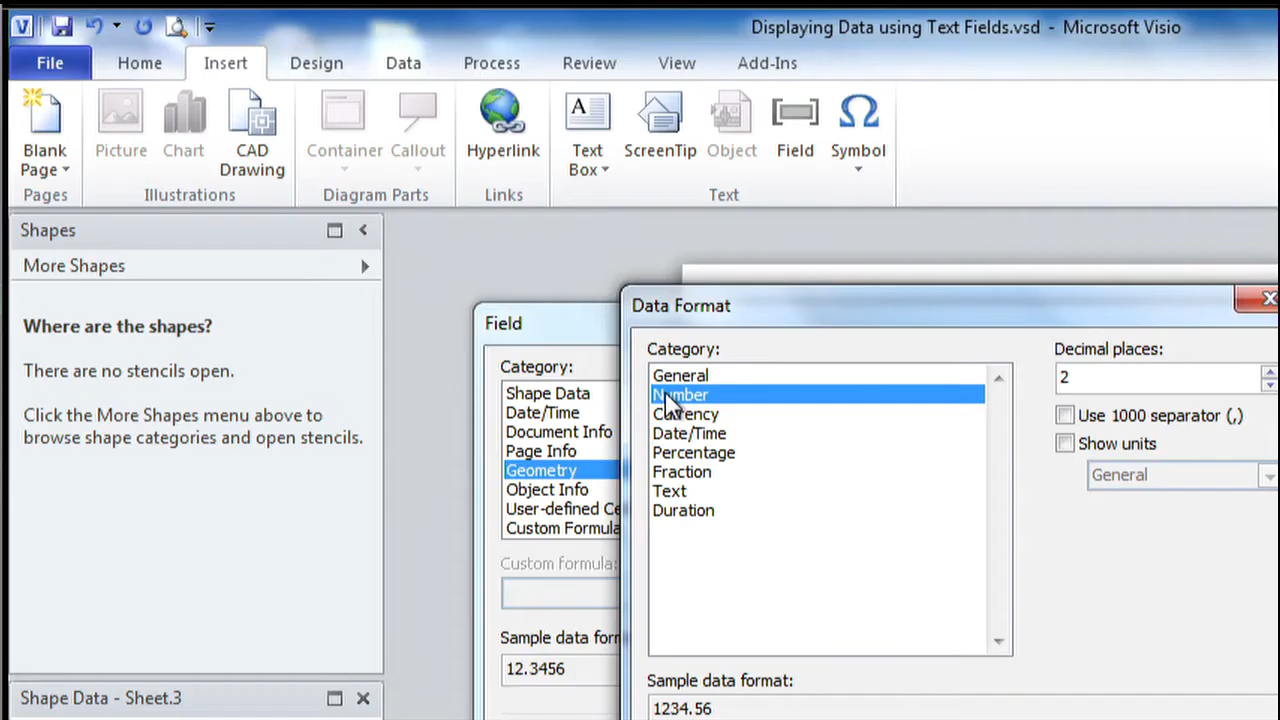 Displaying Data using Text Fields.vsd - Microsoft Visio
File Home Insert Design Data Process Review View Add-Ins
Blank Page
Picture
Chart
CAD Drawing
Container
Callout
Hyperlink
Text Box
ScreenTip
Object
Field
Symbol
Pages
Illustrations
Diagram Parts
Links
Text
Shapes
More Shapes
Where are the shapes?
There are no stencils open.
Click the More Shapes menu above to
browse shape categories and open stencils.
Shape Data - Sheet.3
Field
Category:
Shape Data
Date/Time
Document Info
Page Info
Geometry
Object Info
User-defined Ce
Custom Formula
Custom formula:
Sample data for
12.3456
Data Format
Category:
General
Number
Currency
Date/Time
Percentage
Fraction
Text
Duration
Decimal places:
2
Use 1000 separator (,)
Show units
General
Sample data format:
1234.56